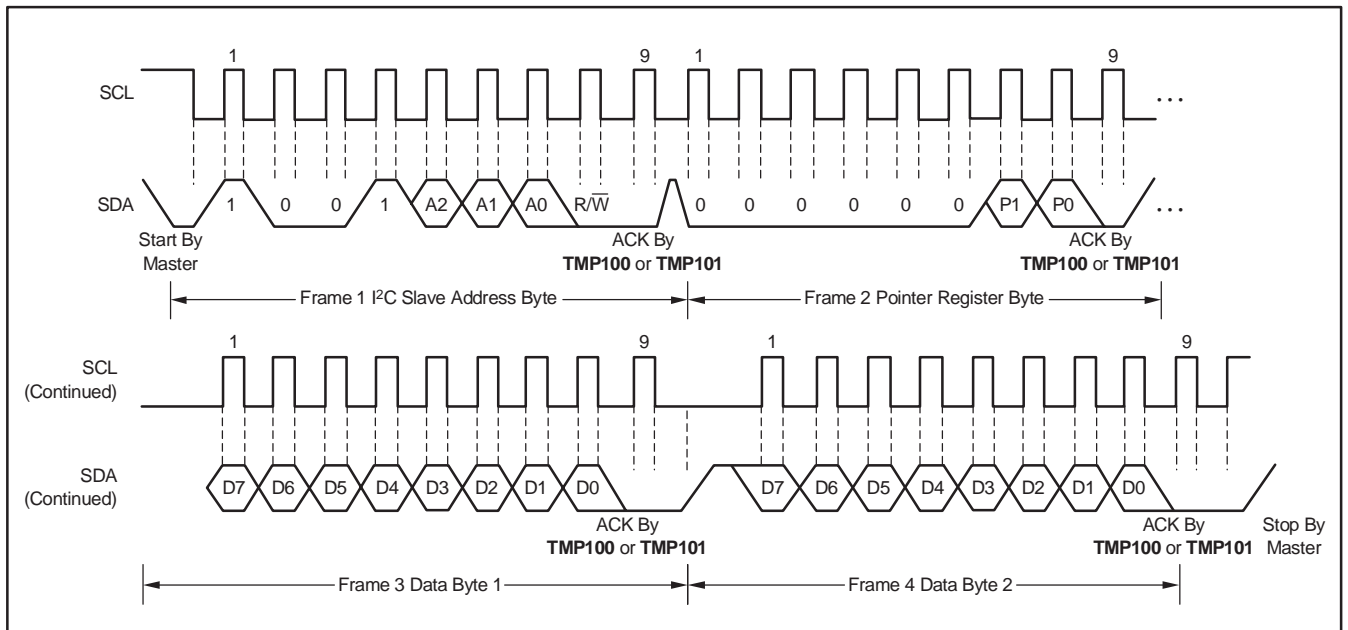 1 9 1 9
SCL ...
SDA 1 0 0 1 A2 A1 A0 R/W̅ 0 0 0 0 0 0 P1 P0 ...
Start By ACK By ACK By
Master TMP100 or TMP101 TMP100 or TMP101
Frame 1 I²C Slave Address Byte Frame 2 Pointer Register Byte
1 9 1 9
SCL
(Continued)
SDA D7 D6 D5 D4 D3 D2 D1 D0 D7 D6 D5 D4 D3 D2 D1 D0
(Continued)
ACK By ACK By Stop By
TMP100 or TMP101 TMP100 or TMP101 Master
Frame 3 Data Byte 1 Frame 4 Data Byte 2